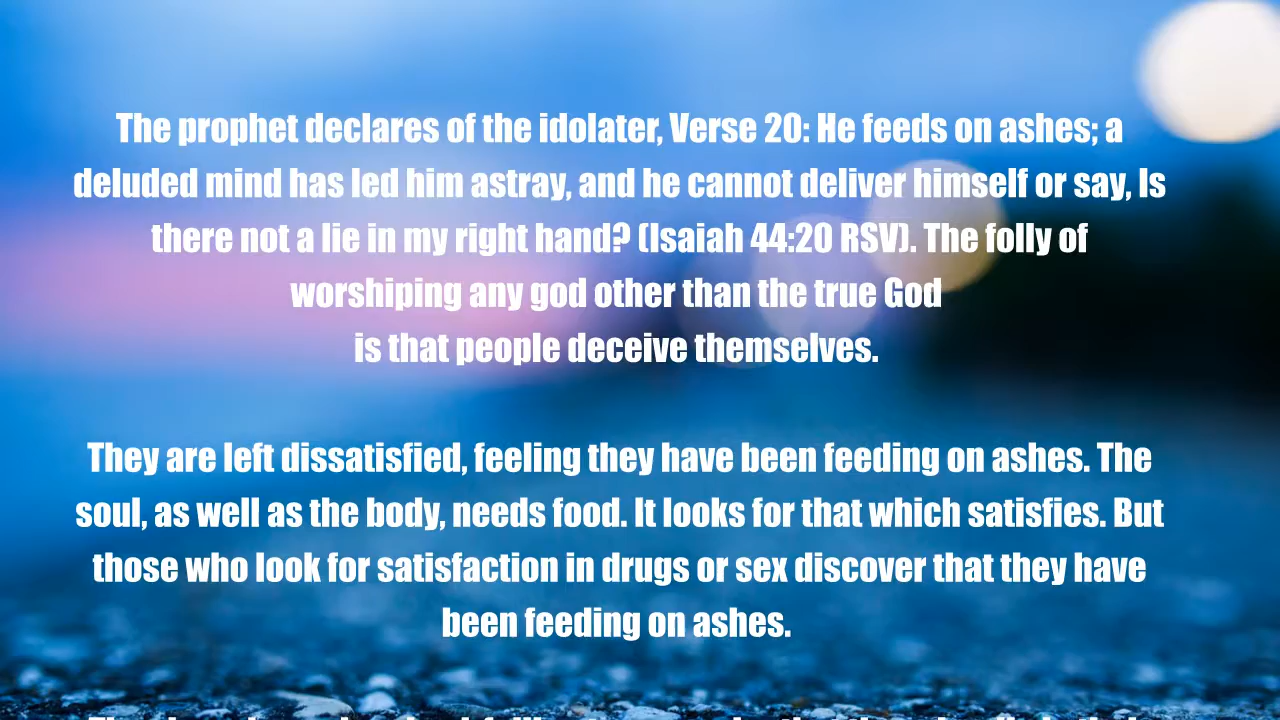 The prophet declares of the idolater, Verse 20: He feeds on ashes; a
deluded mind has led him astray, and he cannot deliver himself or say, Is
there not a lie in my right hand? (Isaiah 44:20 RSV). The folly of
worshiping any god other than the true God
is that people deceive themselves.
They are left dissatisfied, feeling they have been feeding on ashes. The
soul, as well as the body, needs food. It looks for that which satisfies. But
those who look for satisfaction in drugs or sex discover that they have
been feeding on ashes.